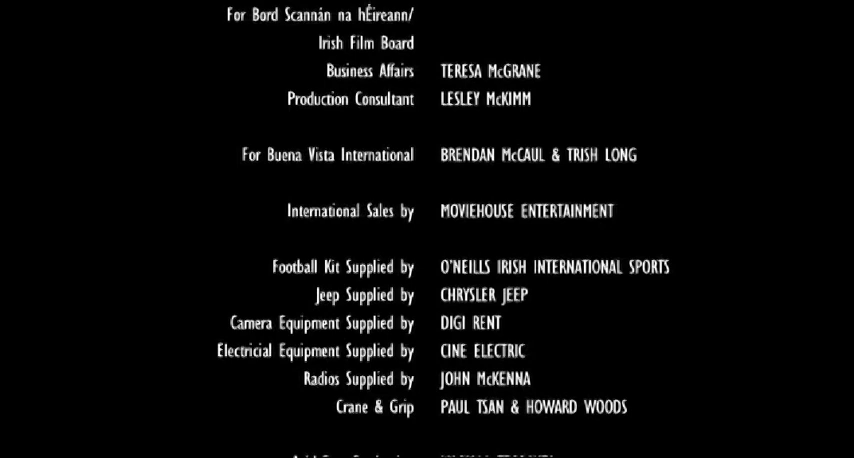 For Bord Scannán na hÉireann/
Irish Film Board
Business Affairs TERESA McGRANE
Production Consultant LESLEY McKIMM
For Buena Vista International BRENDAN McCAUL & TRISH LONG
International Sales by MOVIEHOUSE ENTERTAINMENT
Football Kit Supplied by O'NEILLS IRISH INTERNATIONAL SPORTS
Jeep Supplied by CHRYSLER JEEP
Camera Equipment Supplied by DIGI RENT
Electricial Equipment Supplied by CINE ELECTRIC
Radios Supplied by JOHN McKENNA
Crane & Grip PAUL TSAN & HOWARD WOODS